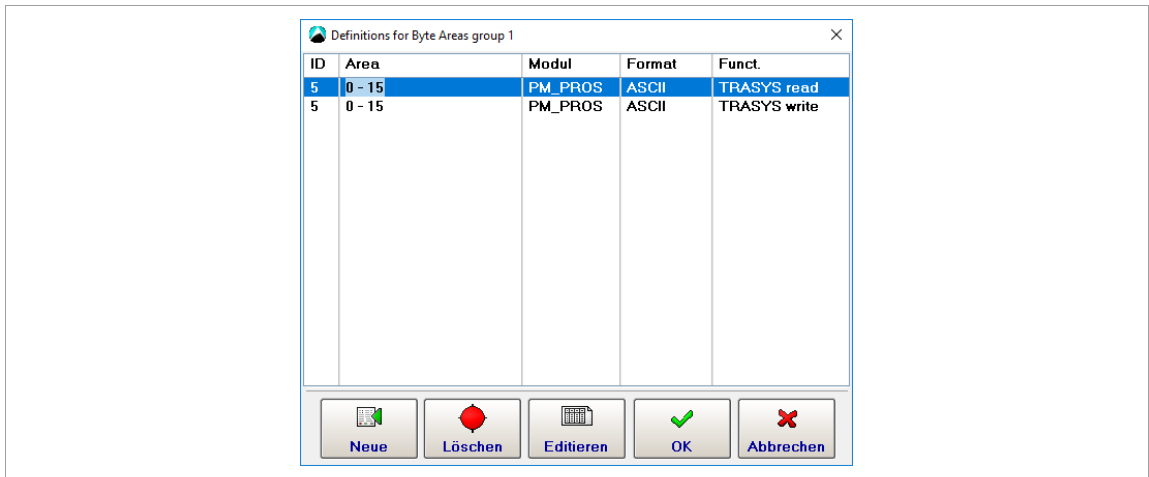 Definitions for Byte Areas group 1
ID Area Modul Format Funct.
5 0 - 15 PM_PROS ASCII TRASYS read
5 0 - 15 PM_PROS ASCII TRASYS write
Neue Löschen Editieren OK Abbrechen